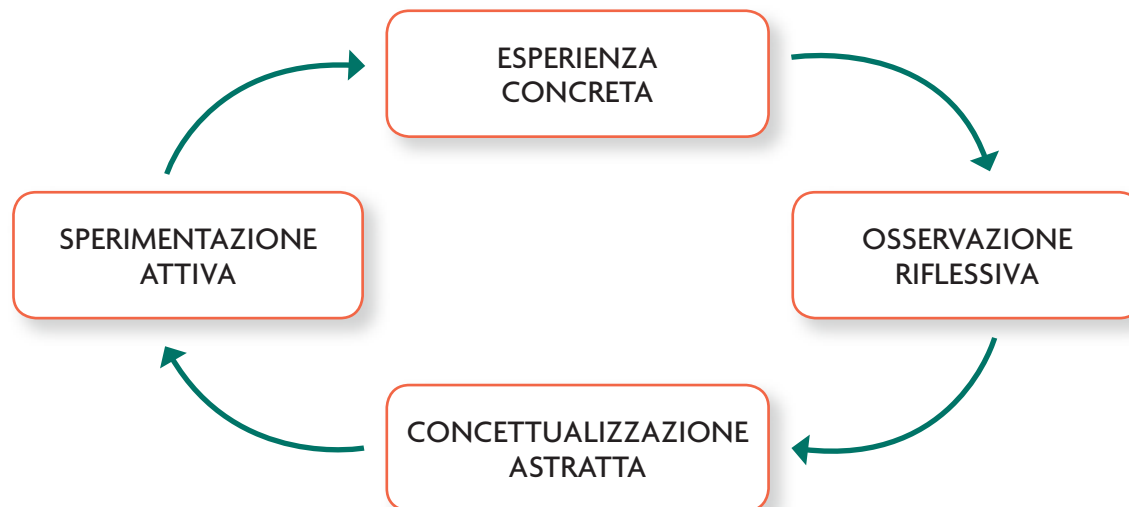 ESPERIENZA
CONCRETA
SPERIMENTAZIONE
ATTIVA
OSSERVAZIONE
RIFLESSIVA
CONCETTUALIZZAZIONE
ASTRATTA